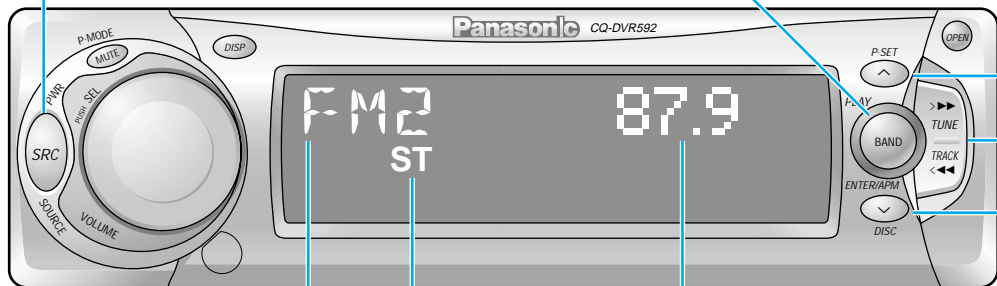 Panasonic CQ-DVR592
P·MODE
MUTE
DISP
OPEN
P·SET
PWR
PUSH SEL
FM2 87.9
PLAY
TUNE
SRC
ST
BAND
TRACK
ENTER/APM
SOURCE
VOLUME
DISC